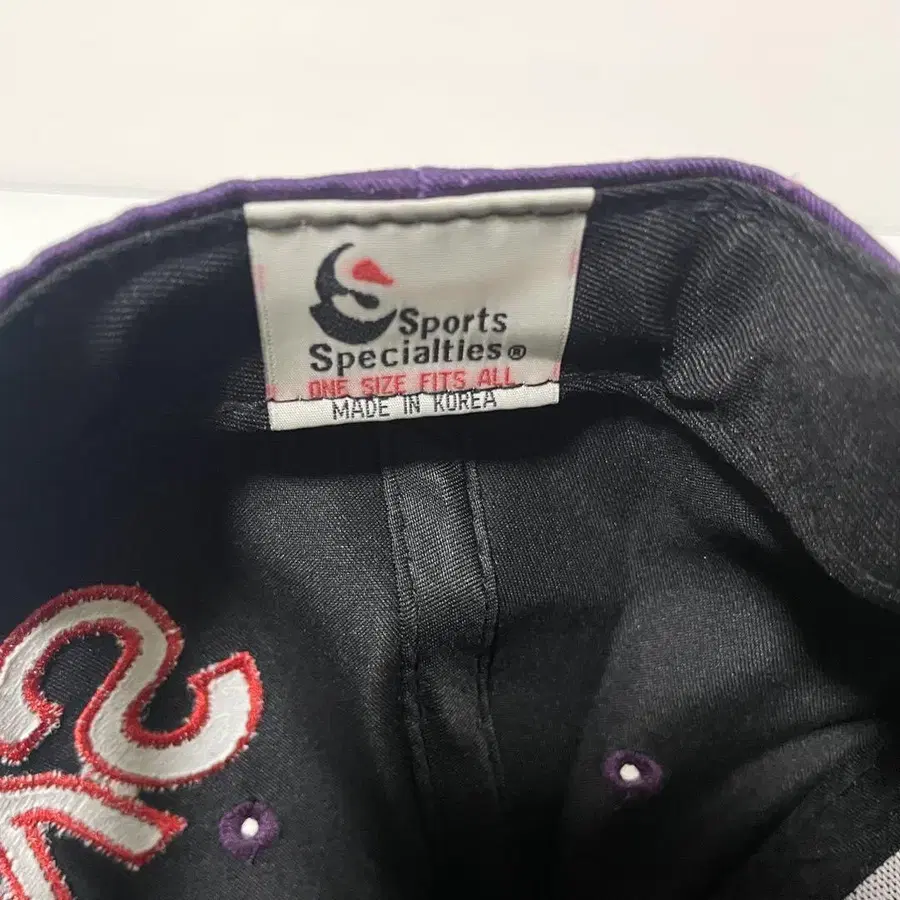 Sports
Specialties®
ONE SIZE FITS ALL
MADE IN KOREA